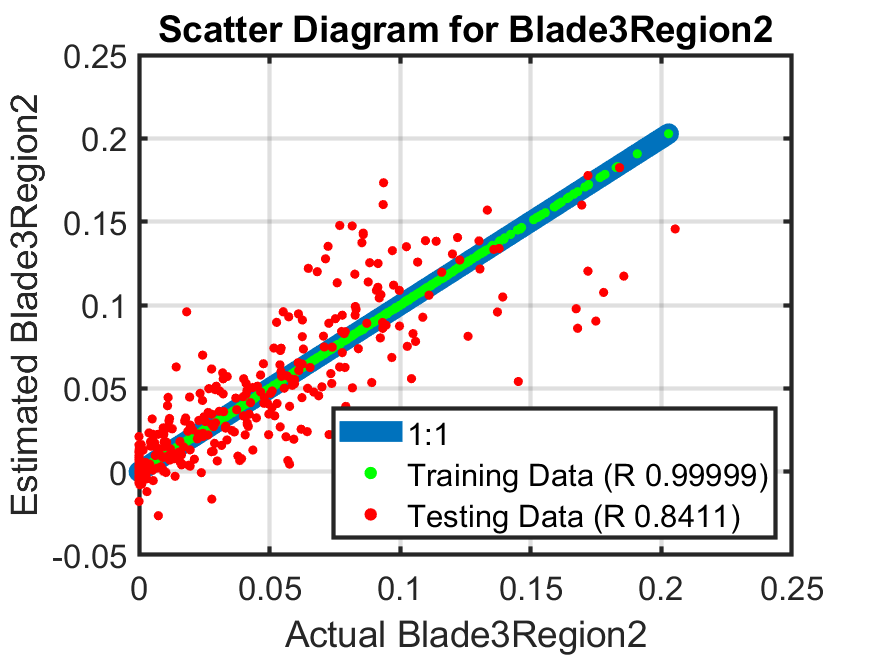 Scatter Diagram for Blade3Region2
0.25
0.2
0.15
0.1
0.05
0
-0.05
Estimated Blade3Region2
1:1
Training Data (R 0.99999)
Testing Data (R 0.8411)
0 0.05 0.1 0.15 0.2 0.25
Actual Blade3Region2